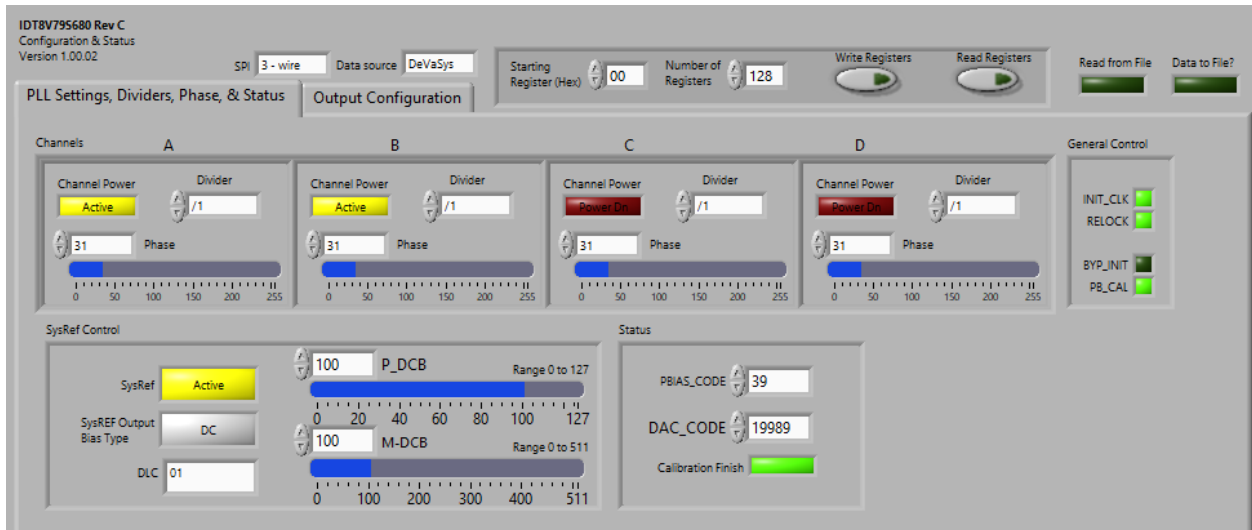 IDT8V79S680 Rev C
Configuration & Status
Version 1.00.02
SPI 3 - wire Data source DeVaSys
Starting Register (Hex) 00
Number of Registers 128
Write Registers
Read Registers
Read from File
Data to File?
PLL Settings, Dividers, Phase, & Status
Output Configuration
Channels A B C D
Channel Power Divider
Active /1
31 Phase
0 50 100 150 200 255
Channel Power Divider
Active /1
31 Phase
0 50 100 150 200 255
Channel Power Divider
Power Dn /1
31 Phase
0 50 100 150 200 255
Channel Power Divider
Power Dn /1
31 Phase
0 50 100 150 200 255
General Control
INIT_CLK
RELOCK
BYP_INIT
PB_CAL
SysRef Control
SysRef Active
SysREF Output
Bias Type
DC
DLC 01
100 P_DCB Range 0 to 127
0 20 40 60 80 100 127
100 M-DCB Range 0 to 511
0 100 200 300 400 511
Status
PBIAS_CODE 39
DAC_CODE 19989
Calibration Finish